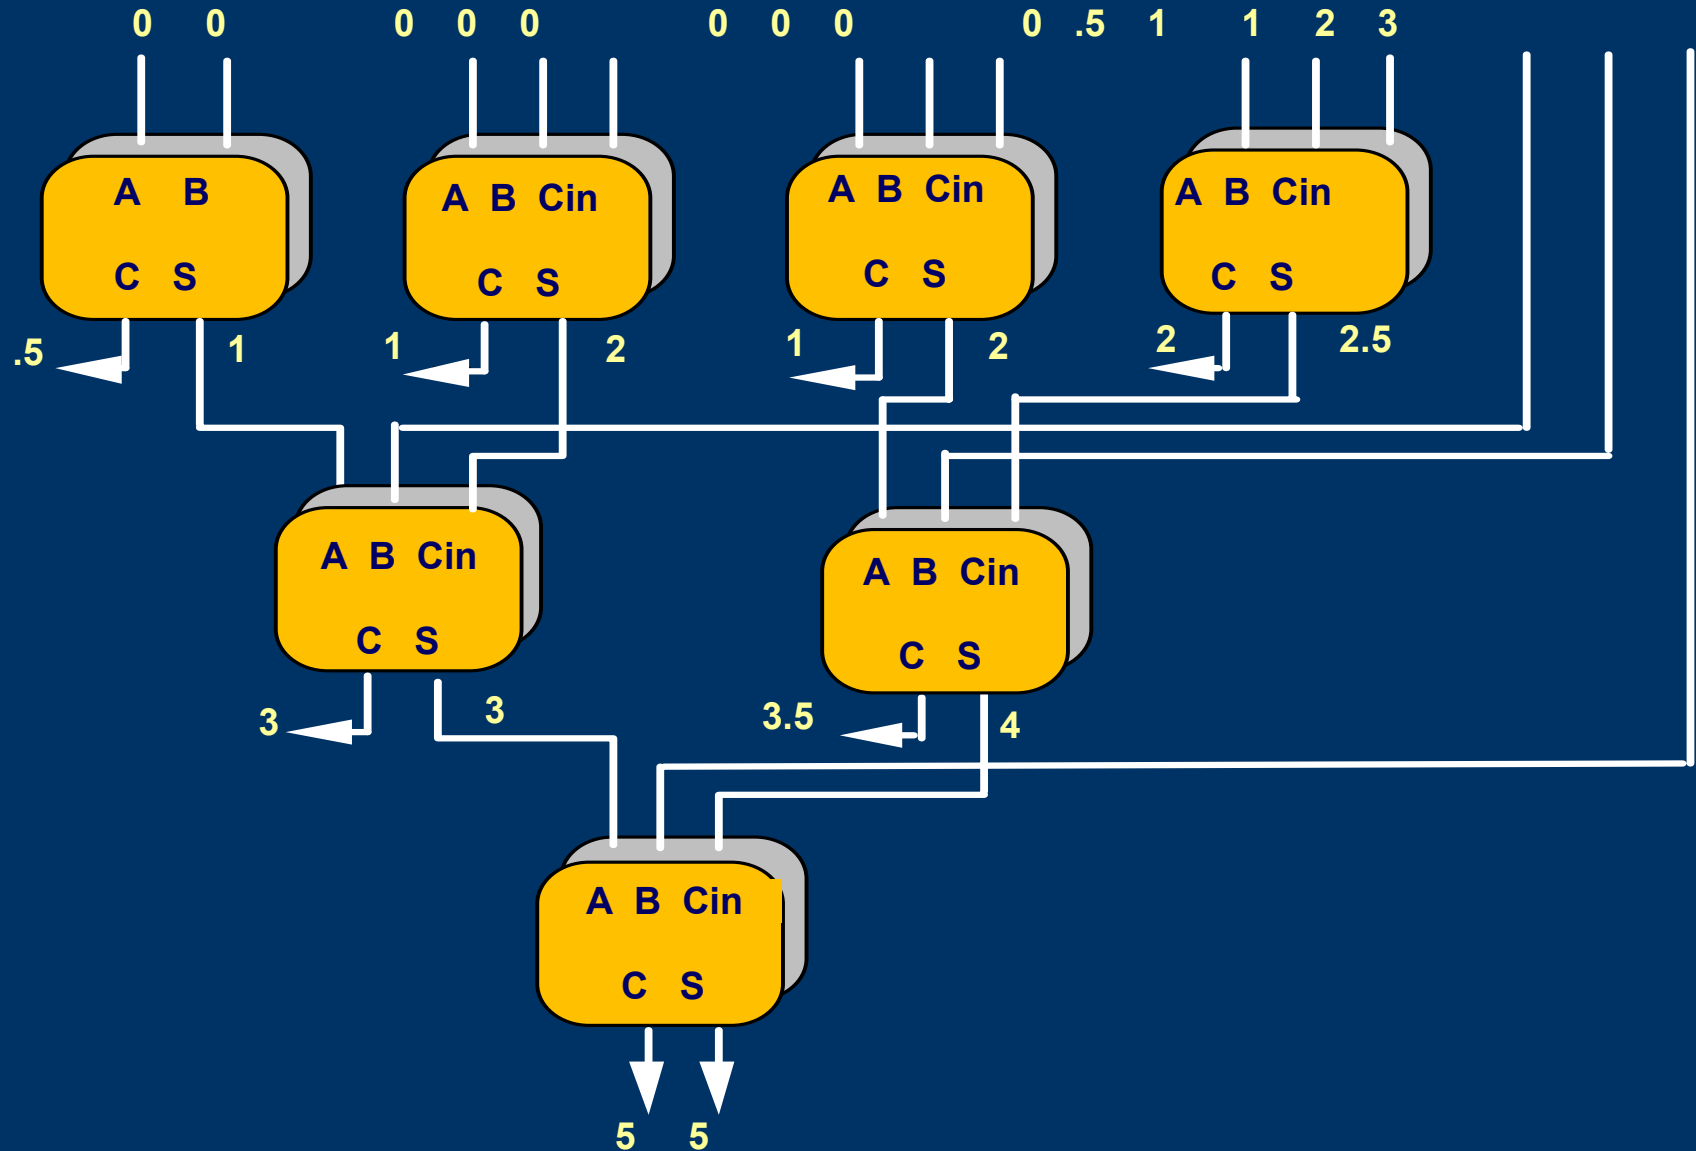 0 0 0 0 0 0 0 0 0 .5 1 1 2 3
A B A B Cin A B Cin A B Cin
C S C S C S C S
.5 1 1 2 1 2 2 2.5
A B Cin A B Cin
C S C S
3 3 3.5 4
A B Cin
C S
5 5